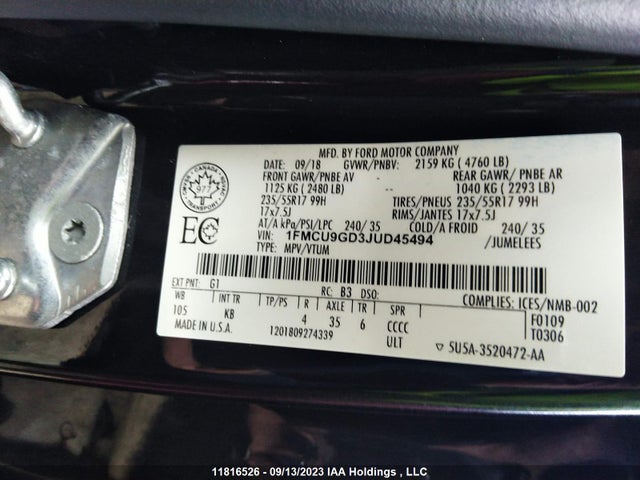 MFD. BY FORD MOTOR COMPANY
DATE: 09/18 GVWR/PNBV: 2159 KG ( 4760 LB)
FRONT GAWR/PNBE AV - REAR GAWR/ PNBE AR
1125 KG ( 2480 LB) -- 1040 KG ( 2293 LB)
235/55R17 99H TIRES/PNEUS 235/55R17 99H
17x7.5J RIMS/JANTES 17x7.5J
AT/A kPa/PSI/LPC 240/ 35 COLD/A FROID 240/ 35
VIN: 1FMCU9GD3JUD45494 /JUMELEES
TYPE: MPV/VTUM
CANADA
977
TRANSPORT
EC
EXT PNT: G1 RC: B3 DSO: COMPLIES: ICES/NMB-002
WB INT TR TP/PS R AXLE TR SPR F0109
105 KB 4 35 6 CCCC T0306
MADE IN U.S.A. 1201809274339 ULT ▽ 5U5A-3520472-AA
11816526 - 09/13/2023 IAA Holdings , LLC